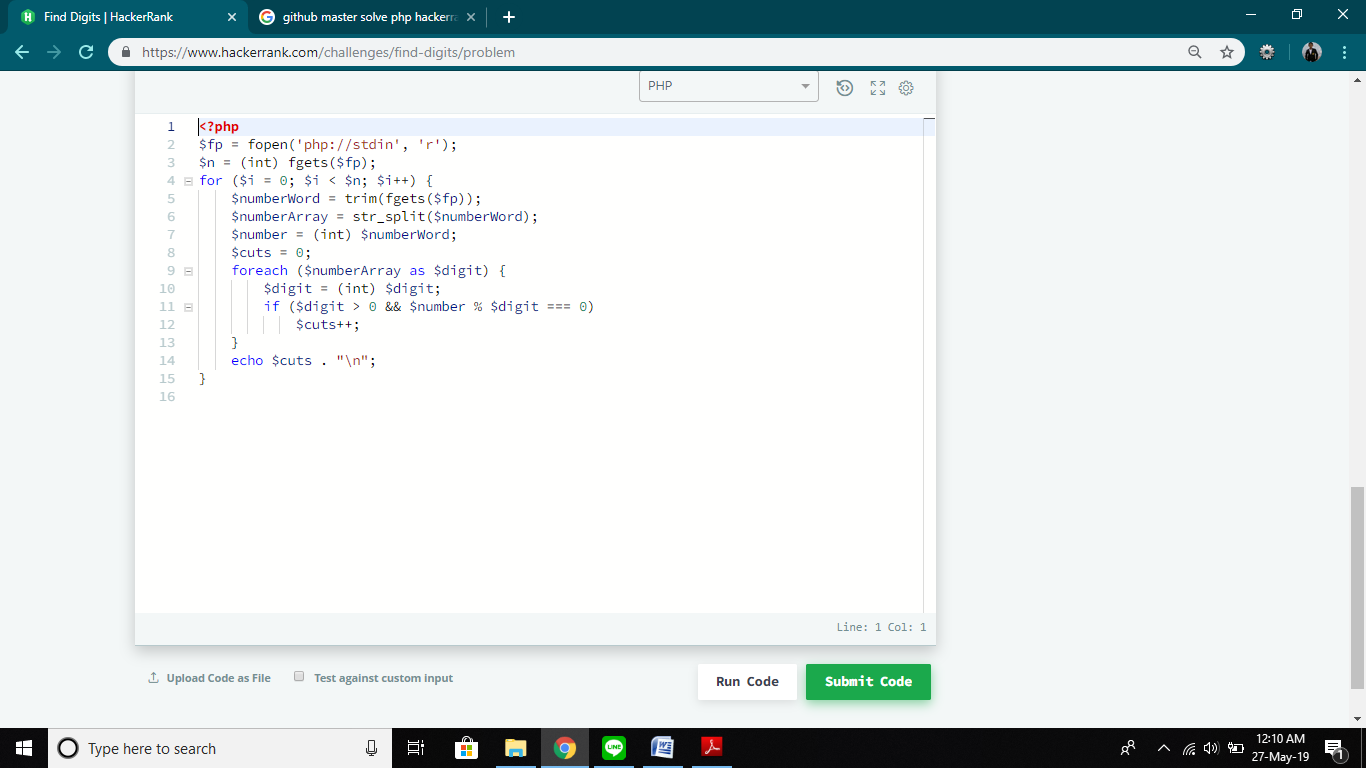 Find Digits | HackerRank
github master solve php hackerra
https://www.hackerrank.com/challenges/find-digits/problem
PHP
1 <?php
2 $fp = fopen('php://stdin', 'r');
3 $n = (int) fgets($fp);
4 for ($i = 0; $i < $n; $i++) {
5 $numberWord = trim(fgets($fp));
6 $numberArray = str_split($numberWord);
7 $number = (int) $numberWord;
8 $cuts = 0;
9 foreach ($numberArray as $digit) {
10 $digit = (int) $digit;
11 if ($digit > 0 && $number % $digit === 0)
12 $cuts++;
13 }
14 echo $cuts . "\n";
15 }
16
Line: 1 Col: 1
Upload Code as File
Test against custom input
Run Code
Submit Code
Type here to search
LINE
12:10 AM
27-May-19
1